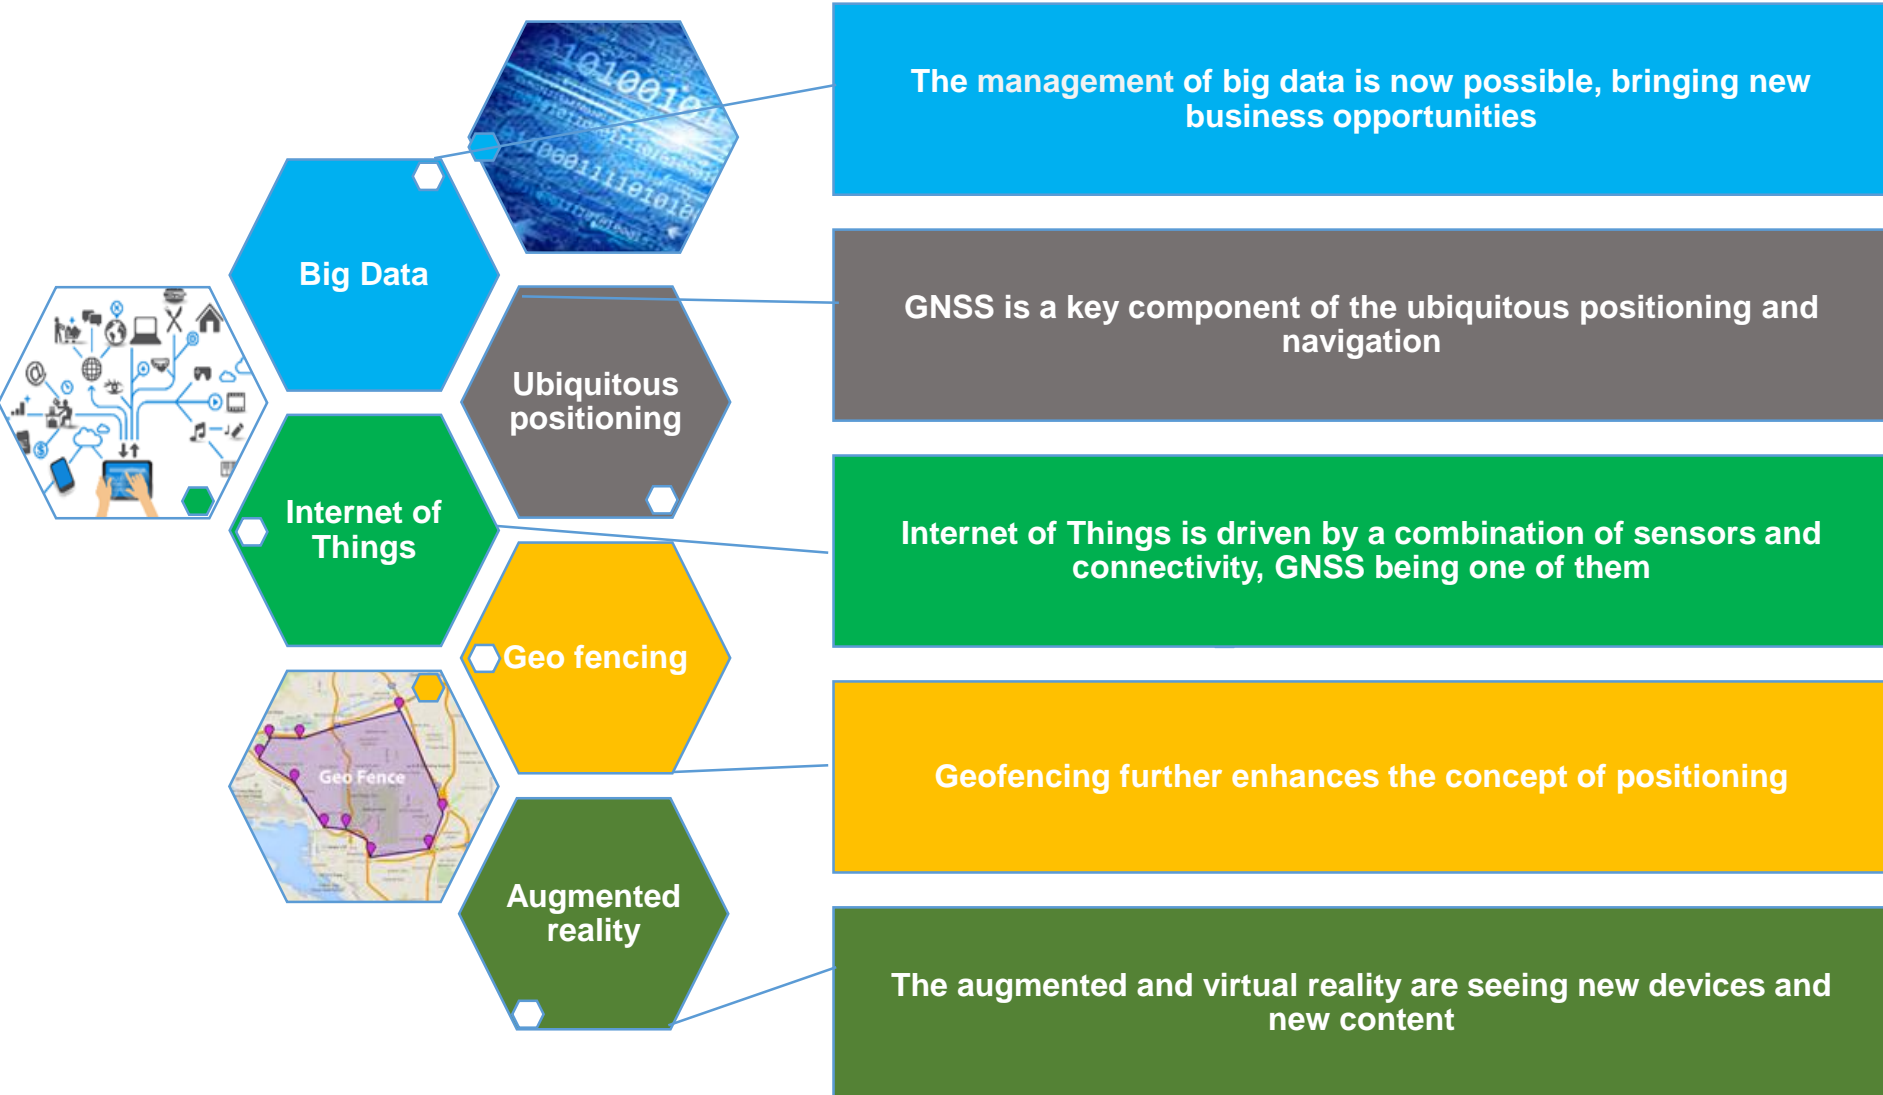 The management of big data is now possible, bringing new
business opportunities
Big Data
GNSS is a key component of the ubiquitous positioning and
navigation
Ubiquitous
positioning
Internet of
Things
Internet of Things is driven by a combination of sensors and
connectivity, GNSS being one of them
Geo fencing
Geofencing further enhances the concept of positioning
Geo Fence
Augmented
reality
The augmented and virtual reality are seeing new devices and
new content